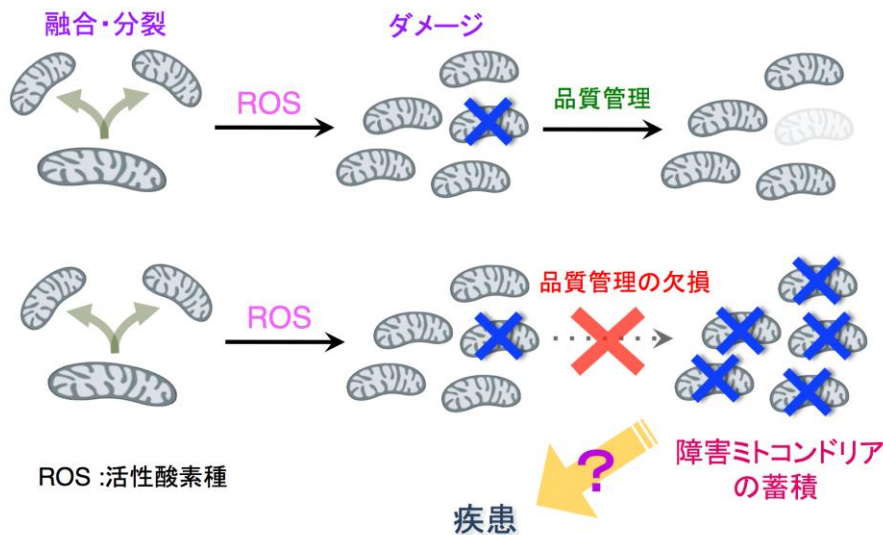 融合・分裂
ダメージ
ROS
品質管理
ROS
品質管理の欠損
ROS :活性酸素種
?
疾患
障害ミトコンドリア
の蓄積